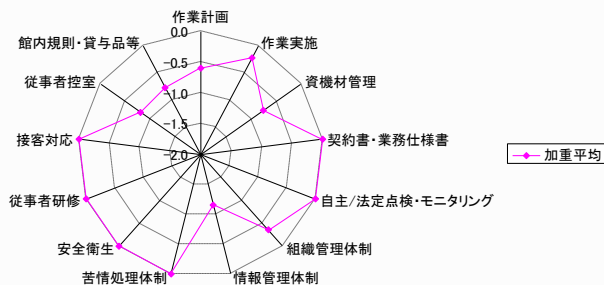 作業計画
0.0
館内規則・貸与品等
作業実施
-0.5
従事者控室
資機材管理
-1.0
接客対応
-1.5
契約書・業務仕様書
-2.0
加重平均
従事者研修
自主/法定点検・モニタリング
安全衛生
組織管理体制
苦情処理体制
情報管理体制